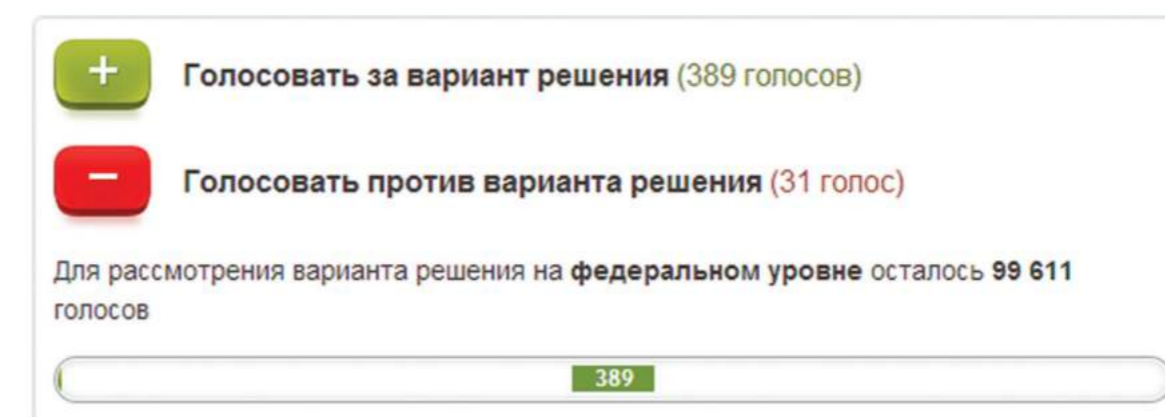 +
Голосовать за вариант решения (389 голосов)
−
Голосовать против варианта решения (31 голос)
Для рассмотрения варианта решения на федеральном уровне осталось 99 611
голосов
389